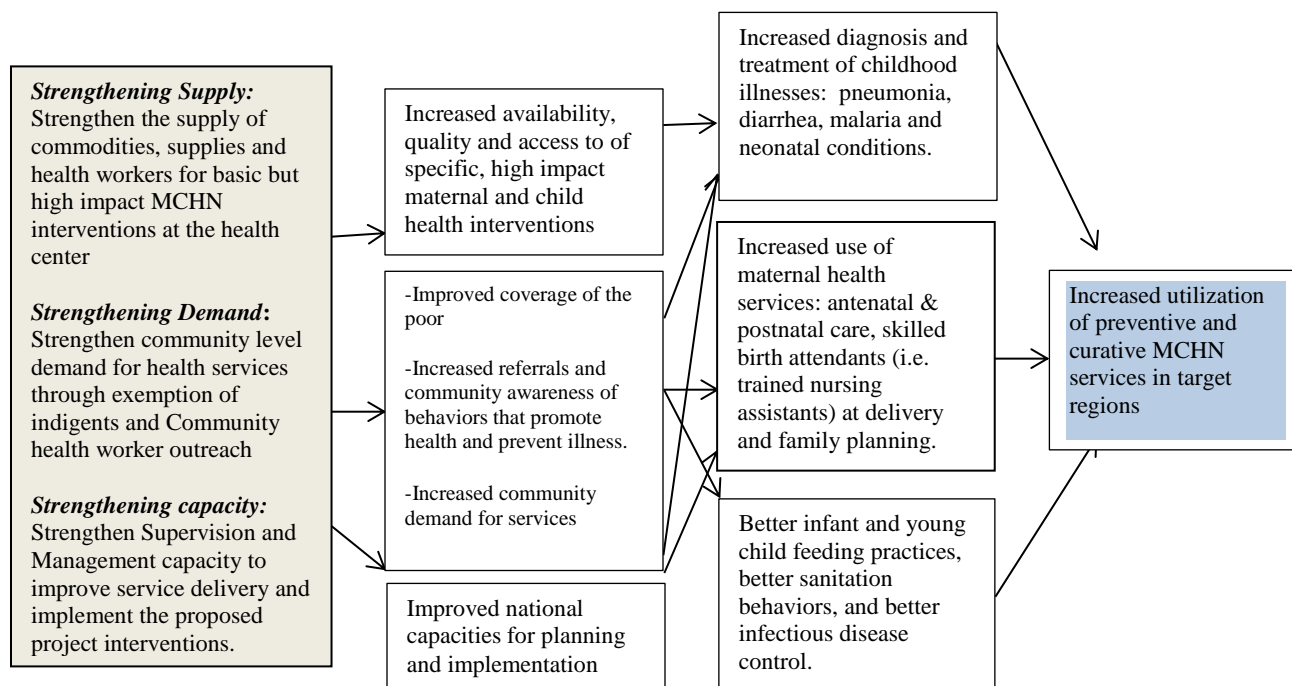 Strengthening Supply:
Strengthen the supply of
commodities, supplies and
health workers for basic but
high impact MCHN
interventions at the health
center
Strengthening Demand:
Strengthen community level
demand for health services
through exemption of
indigents and Community
health worker outreach
Strengthening capacity:
Strengthen Supervision and
Management capacity to
improve service delivery and
implement the proposed
project interventions.
Increased availability,
quality and access to of
specific, high impact
maternal and child
health interventions
-Improved coverage of the
poor
-Increased referrals and
community awareness of
behaviors that promote
health and prevent illness.
-Increased community
demand for services
Improved national
capacities for planning
and implementation
Increased diagnosis and
treatment of childhood
illnesses: pneumonia,
diarrhea, malaria and
neonatal conditions.
Increased use of
maternal health
services: antenatal &
postnatal care, skilled
birth attendants (i.e.
trained nursing
assistants) at delivery
and family planning.
Better infant and young
child feeding practices,
better sanitation
behaviors, and better
infectious disease
control.
Increased utilization
of preventive and
curative MCHN
services in target
regions